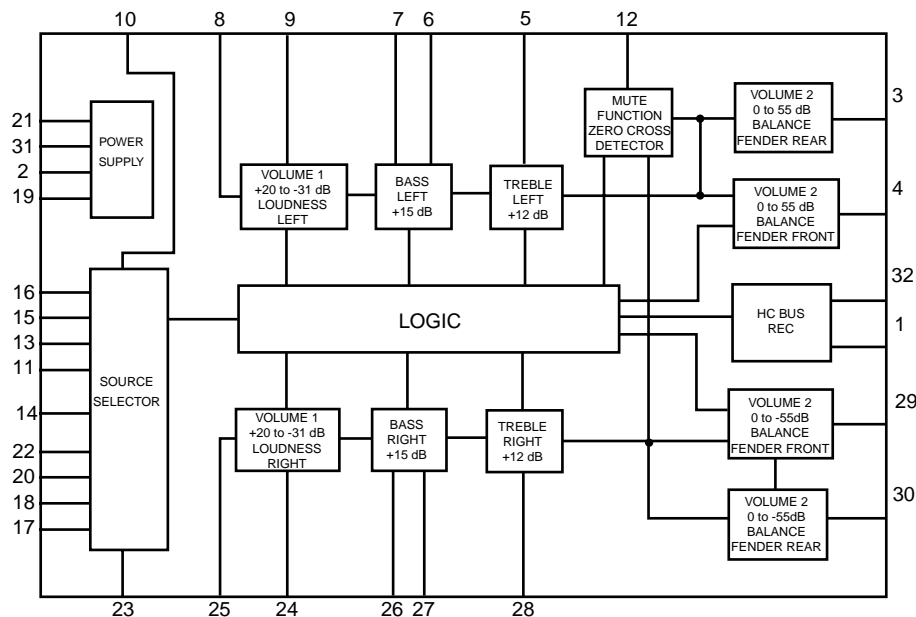 10
8
9
7
6
5
12
21
31
2
19
POWER
SUPPLY
VOLUME 1
+20 to -31 dB
LOUDNESS
LEFT
BASS
LEFT
+15 dB
TREBLE
LEFT
+12 dB
MUTE
FUNCTION
ZERO CROSS
DETECTOR
VOLUME 2
0 to 55 dB
BALANCE
FENDER REAR
3
VOLUME 2
0 to 55 dB
BALANCE
FENDER FRONT
4
16
15
13
11
14
22
20
18
17
SOURCE
SELECTOR
LOGIC
HC BUS
REC
32
1
VOLUME 1
+20 to -31 dB
LOUDNESS
RIGHT
BASS
RIGHT
+15 dB
TREBLE
RIGHT
+12 dB
VOLUME 2
0 to -55dB
BALANCE
FENDER FRONT
29
VOLUME 2
0 to -55dB
BALANCE
FENDER REAR
30
23
25
24
26
27
28